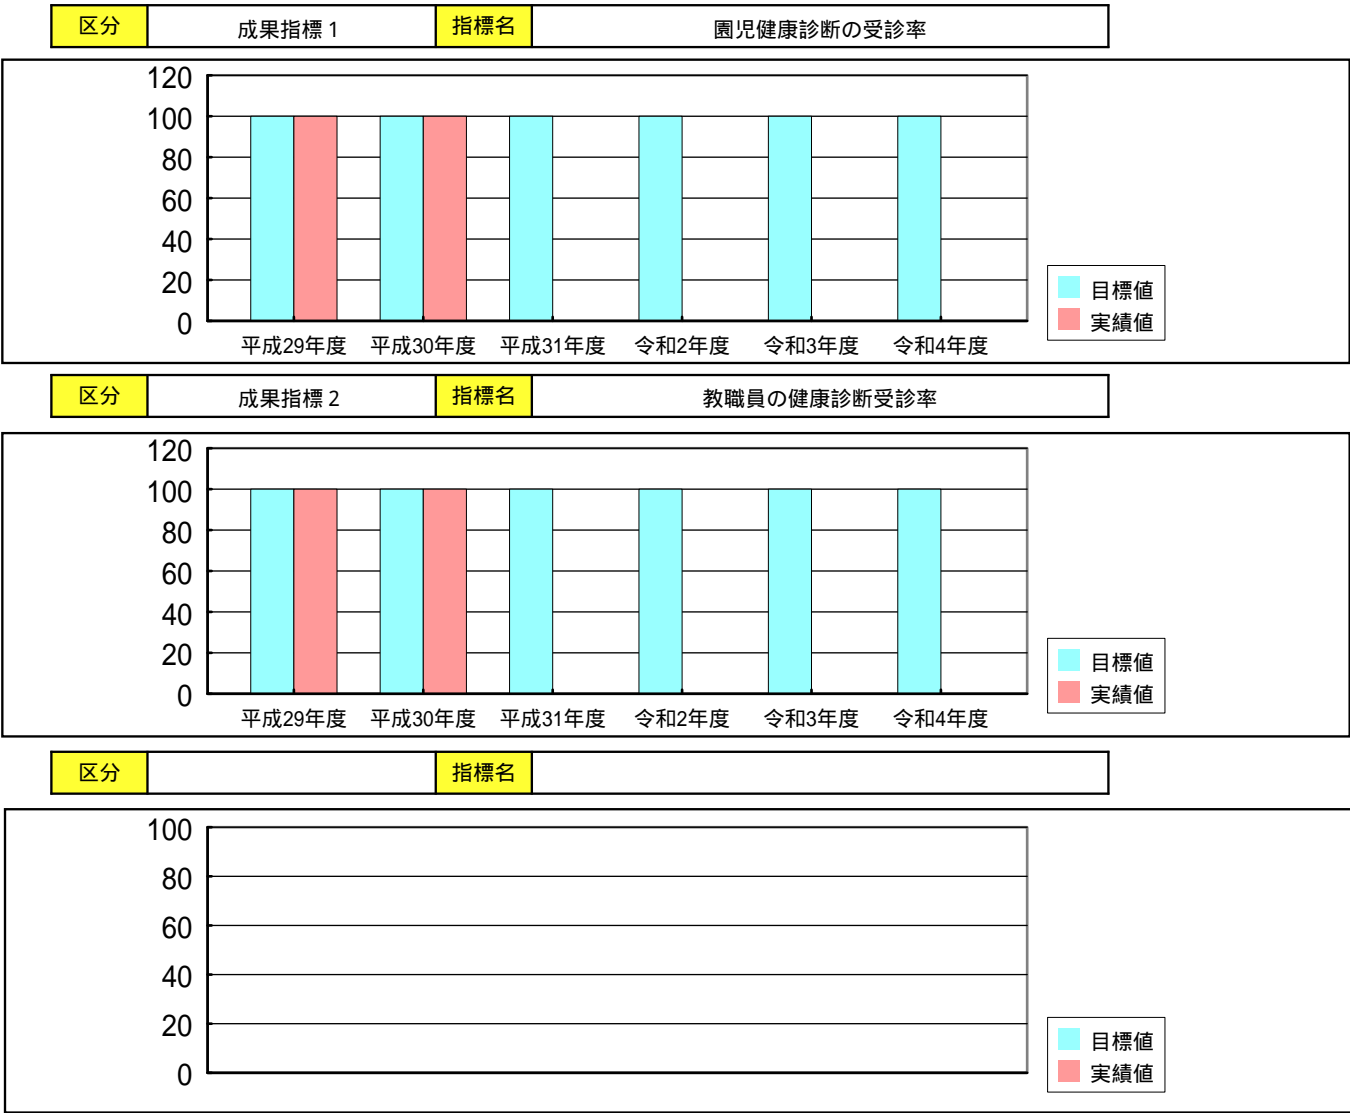 区分 成果指標1 指標名 園児健康診断の受診率
120
100
80
60
40
20
0
平成29年度 平成30年度 平成31年度 令和2年度 令和3年度 令和4年度
目標値
実績値
区分 成果指標2 指標名 教職員の健康診断受診率
120
100
80
60
40
20
0
平成29年度 平成30年度 平成31年度 令和2年度 令和3年度 令和4年度
目標値
実績値
区分 指標名
100
80
60
40
20
0
目標値
実績値